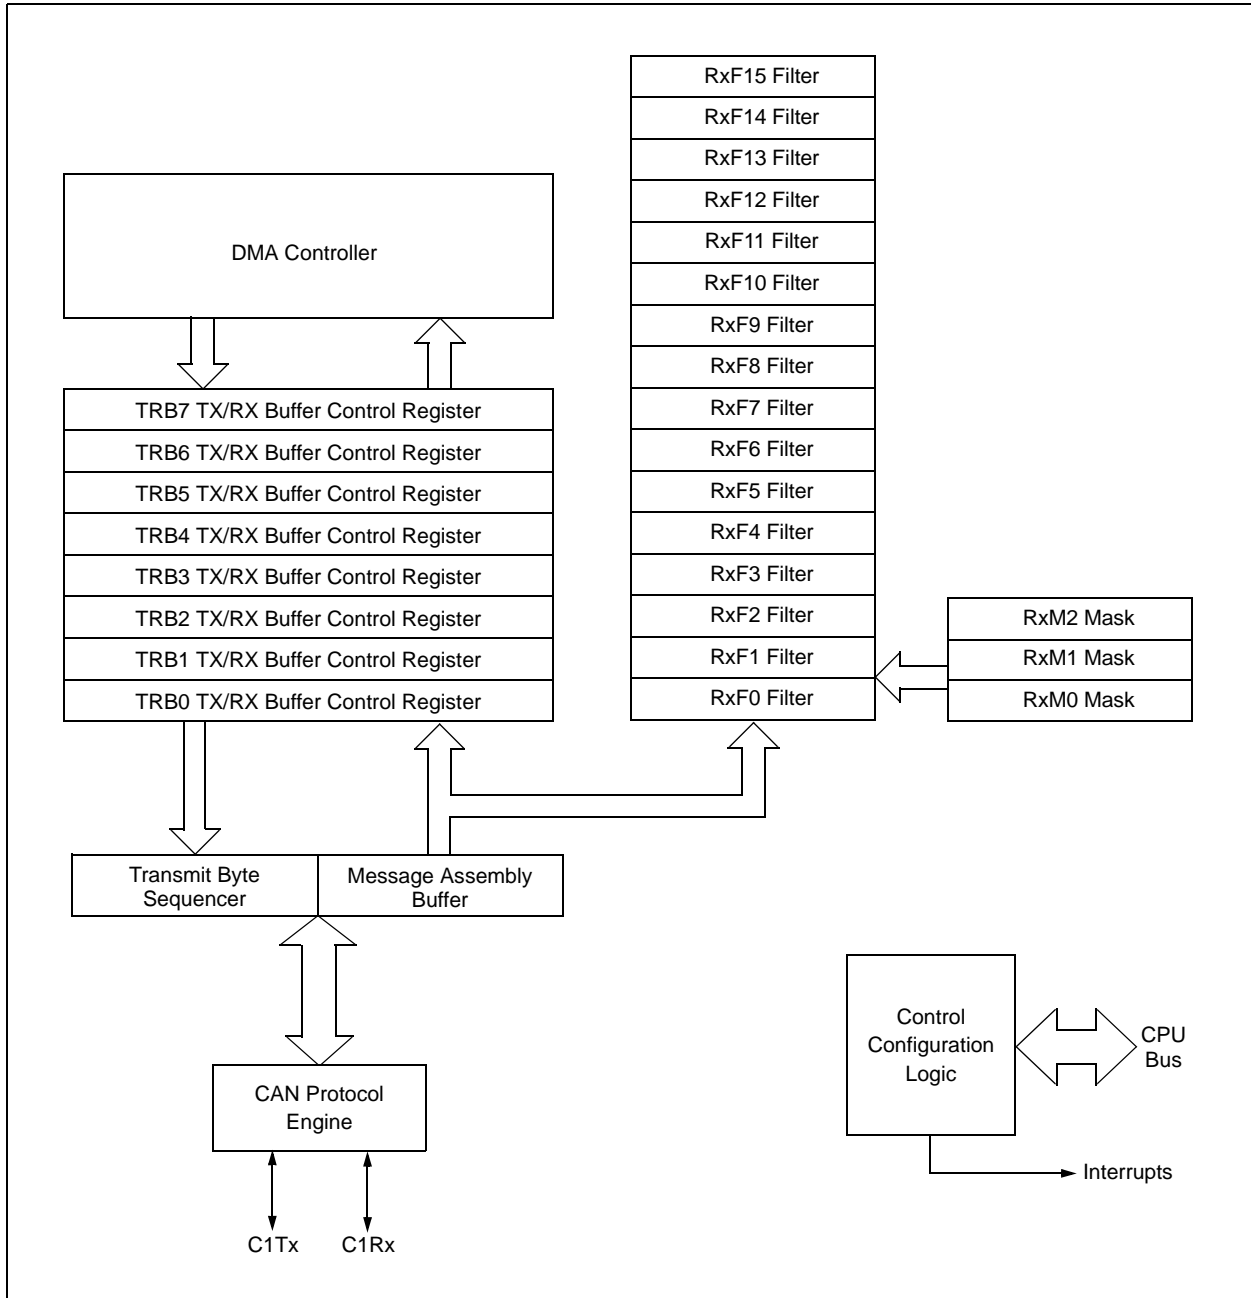 DMA Controller
TRB7 TX/RX Buffer Control Register
TRB6 TX/RX Buffer Control Register
TRB5 TX/RX Buffer Control Register
TRB4 TX/RX Buffer Control Register
TRB3 TX/RX Buffer Control Register
TRB2 TX/RX Buffer Control Register
TRB1 TX/RX Buffer Control Register
TRB0 TX/RX Buffer Control Register
Transmit Byte
Sequencer
Message Assembly
Buffer
CAN Protocol
Engine
C1Tx
C1Rx
RxF15 Filter
RxF14 Filter
RxF13 Filter
RxF12 Filter
RxF11 Filter
RxF10 Filter
RxF9 Filter
RxF8 Filter
RxF7 Filter
RxF6 Filter
RxF5 Filter
RxF4 Filter
RxF3 Filter
RxF2 Filter
RxF1 Filter
RxF0 Filter
RxM2 Mask
RxM1 Mask
RxM0 Mask
Control
Configuration
Logic
CPU
Bus
Interrupts